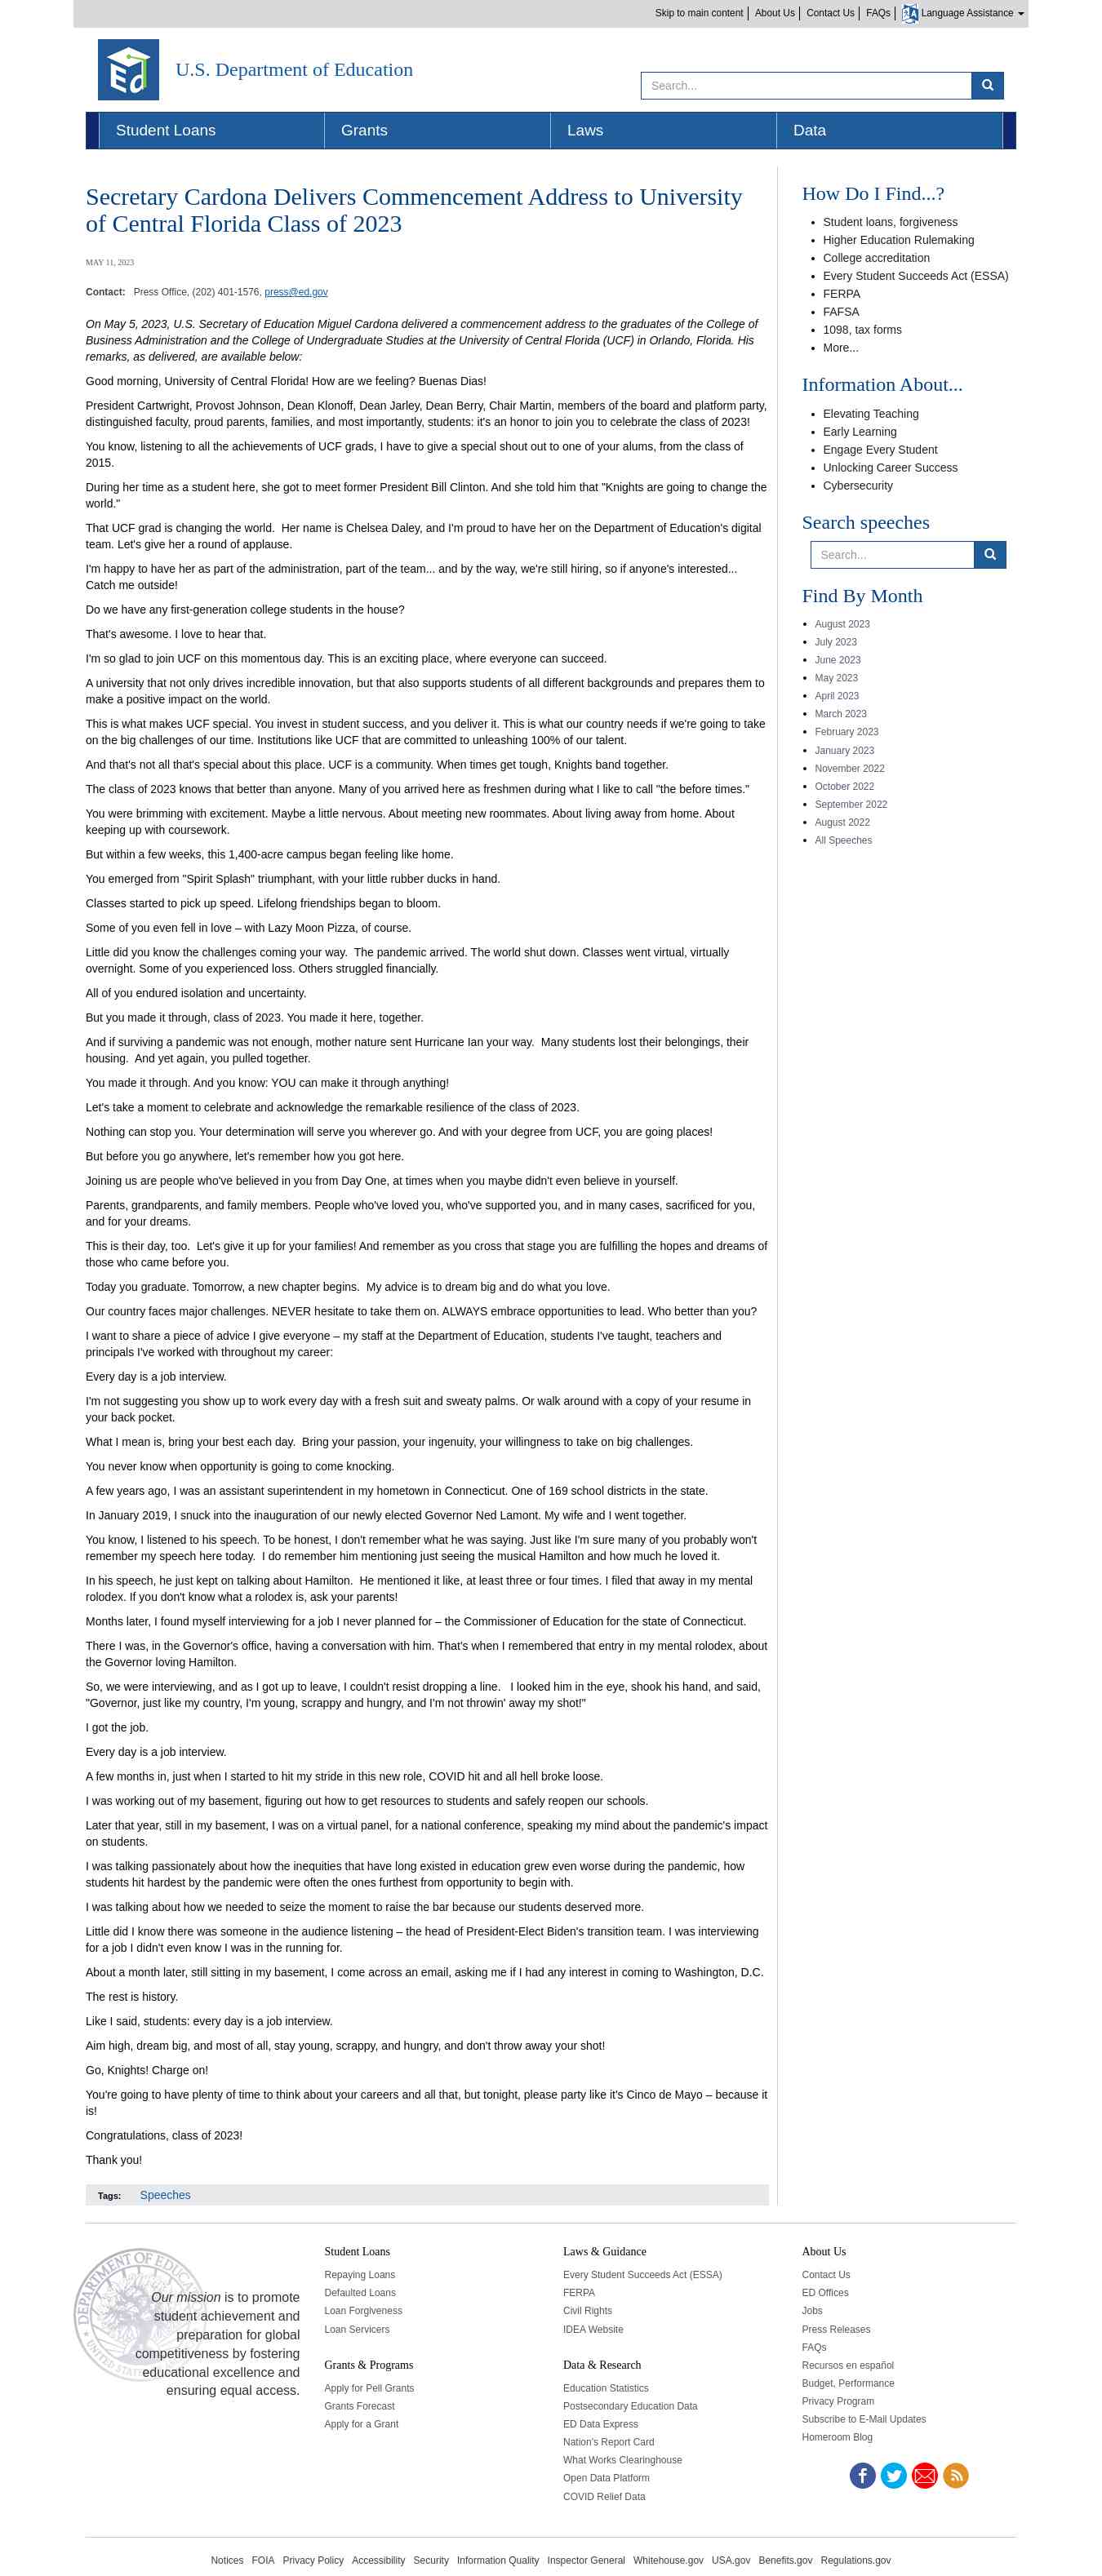 Skip to main content
About Us
Contact Us
FAQs
Language Assistance
U.S. Department of Education
Search...
Student Loans
Grants
Laws
Data
Secretary Cardona Delivers Commencement Address to University
of Central Florida Class of 2023
MAY 11, 2023
Contact: Press Office, (202) 401-1576, press@ed.gov
On May 5, 2023, U.S. Secretary of Education Miguel Cardona delivered a commencement address to the graduates of the College of
Business Administration and the College of Undergraduate Studies at the University of Central Florida (UCF) in Orlando, Florida. His
remarks, as delivered, are available below:
Good morning, University of Central Florida! How are we feeling? Buenas Dias!
President Cartwright, Provost Johnson, Dean Klonoff, Dean Jarley, Dean Berry, Chair Martin, members of the board and platform party,
distinguished faculty, proud parents, families, and most importantly, students: it's an honor to join you to celebrate the class of 2023!
You know, listening to all the achievements of UCF grads, I have to give a special shout out to one of your alums, from the class of
2015.
During her time as a student here, she got to meet former President Bill Clinton. And she told him that "Knights are going to change the
world."
That UCF grad is changing the world.  Her name is Chelsea Daley, and I'm proud to have her on the Department of Education's digital
team. Let's give her a round of applause.
I'm happy to have her as part of the administration, part of the team... and by the way, we're still hiring, so if anyone's interested...
Catch me outside!
Do we have any first-generation college students in the house?
That's awesome. I love to hear that.
I'm so glad to join UCF on this momentous day. This is an exciting place, where everyone can succeed.
A university that not only drives incredible innovation, but that also supports students of all different backgrounds and prepares them to
make a positive impact on the world.
This is what makes UCF special. You invest in student success, and you deliver it. This is what our country needs if we're going to take
on the big challenges of our time. Institutions like UCF that are committed to unleashing 100% of our talent.
And that's not all that's special about this place. UCF is a community. When times get tough, Knights band together.
The class of 2023 knows that better than anyone. Many of you arrived here as freshmen during what I like to call "the before times."
You were brimming with excitement. Maybe a little nervous. About meeting new roommates. About living away from home. About
keeping up with coursework.
But within a few weeks, this 1,400-acre campus began feeling like home.
You emerged from "Spirit Splash" triumphant, with your little rubber ducks in hand.
Classes started to pick up speed. Lifelong friendships began to bloom.
Some of you even fell in love – with Lazy Moon Pizza, of course.
Little did you know the challenges coming your way.  The pandemic arrived. The world shut down. Classes went virtual, virtually
overnight. Some of you experienced loss. Others struggled financially.
All of you endured isolation and uncertainty.
But you made it through, class of 2023. You made it here, together.
And if surviving a pandemic was not enough, mother nature sent Hurricane Ian your way.  Many students lost their belongings, their
housing.  And yet again, you pulled together.
You made it through. And you know: YOU can make it through anything!
Let's take a moment to celebrate and acknowledge the remarkable resilience of the class of 2023.
Nothing can stop you. Your determination will serve you wherever go. And with your degree from UCF, you are going places!
But before you go anywhere, let's remember how you got here.
Joining us are people who've believed in you from Day One, at times when you maybe didn't even believe in yourself.
Parents, grandparents, and family members. People who've loved you, who've supported you, and in many cases, sacrificed for you,
and for your dreams.
This is their day, too.  Let's give it up for your families! And remember as you cross that stage you are fulfilling the hopes and dreams of
those who came before you.
Today you graduate. Tomorrow, a new chapter begins.  My advice is to dream big and do what you love.
Our country faces major challenges. NEVER hesitate to take them on. ALWAYS embrace opportunities to lead. Who better than you?
I want to share a piece of advice I give everyone – my staff at the Department of Education, students I've taught, teachers and
principals I've worked with throughout my career:
Every day is a job interview.
I'm not suggesting you show up to work every day with a fresh suit and sweaty palms. Or walk around with a copy of your resume in
your back pocket.
What I mean is, bring your best each day.  Bring your passion, your ingenuity, your willingness to take on big challenges.
You never know when opportunity is going to come knocking.
A few years ago, I was an assistant superintendent in my hometown in Connecticut. One of 169 school districts in the state.
In January 2019, I snuck into the inauguration of our newly elected Governor Ned Lamont. My wife and I went together.
You know, I listened to his speech. To be honest, I don't remember what he was saying. Just like I'm sure many of you probably won't
remember my speech here today.  I do remember him mentioning just seeing the musical Hamilton and how much he loved it.
In his speech, he just kept on talking about Hamilton.  He mentioned it like, at least three or four times. I filed that away in my mental
rolodex. If you don't know what a rolodex is, ask your parents!
Months later, I found myself interviewing for a job I never planned for – the Commissioner of Education for the state of Connecticut.
There I was, in the Governor's office, having a conversation with him. That's when I remembered that entry in my mental rolodex, about
the Governor loving Hamilton.
So, we were interviewing, and as I got up to leave, I couldn't resist dropping a line.   I looked him in the eye, shook his hand, and said,
"Governor, just like my country, I'm young, scrappy and hungry, and I'm not throwin' away my shot!"
I got the job.
Every day is a job interview.
A few months in, just when I started to hit my stride in this new role, COVID hit and all hell broke loose.
I was working out of my basement, figuring out how to get resources to students and safely reopen our schools.
Later that year, still in my basement, I was on a virtual panel, for a national conference, speaking my mind about the pandemic's impact
on students.
I was talking passionately about how the inequities that have long existed in education grew even worse during the pandemic, how
students hit hardest by the pandemic were often the ones furthest from opportunity to begin with.
I was talking about how we needed to seize the moment to raise the bar because our students deserved more.
Little did I know there was someone in the audience listening – the head of President-Elect Biden's transition team. I was interviewing
for a job I didn't even know I was in the running for.
About a month later, still sitting in my basement, I come across an email, asking me if I had any interest in coming to Washington, D.C.
The rest is history.
Like I said, students: every day is a job interview.
Aim high, dream big, and most of all, stay young, scrappy, and hungry, and don't throw away your shot!
Go, Knights! Charge on!
You're going to have plenty of time to think about your careers and all that, but tonight, please party like it's Cinco de Mayo – because it
is!
Congratulations, class of 2023!
Thank you!
Tags: Speeches
How Do I Find...?
Student loans, forgiveness
Higher Education Rulemaking
College accreditation
Every Student Succeeds Act (ESSA)
FERPA
FAFSA
1098, tax forms
More...
Information About...
Elevating Teaching
Early Learning
Engage Every Student
Unlocking Career Success
Cybersecurity
Search speeches
Search...
Find By Month
August 2023
July 2023
June 2023
May 2023
April 2023
March 2023
February 2023
January 2023
November 2022
October 2022
September 2022
August 2022
All Speeches
Our mission is to promote
student achievement and
preparation for global
competitiveness by fostering
educational excellence and
ensuring equal access.
Student Loans
Repaying Loans
Defaulted Loans
Loan Forgiveness
Loan Servicers
Grants & Programs
Apply for Pell Grants
Grants Forecast
Apply for a Grant
Laws & Guidance
Every Student Succeeds Act (ESSA)
FERPA
Civil Rights
IDEA Website
Data & Research
Education Statistics
Postsecondary Education Data
ED Data Express
Nation's Report Card
What Works Clearinghouse
Open Data Platform
COVID Relief Data
About Us
Contact Us
ED Offices
Jobs
Press Releases
FAQs
Recursos en español
Budget, Performance
Privacy Program
Subscribe to E-Mail Updates
Homeroom Blog
Notices FOIA Privacy Policy Accessibility Security Information Quality Inspector General Whitehouse.gov USA.gov Benefits.gov Regulations.gov